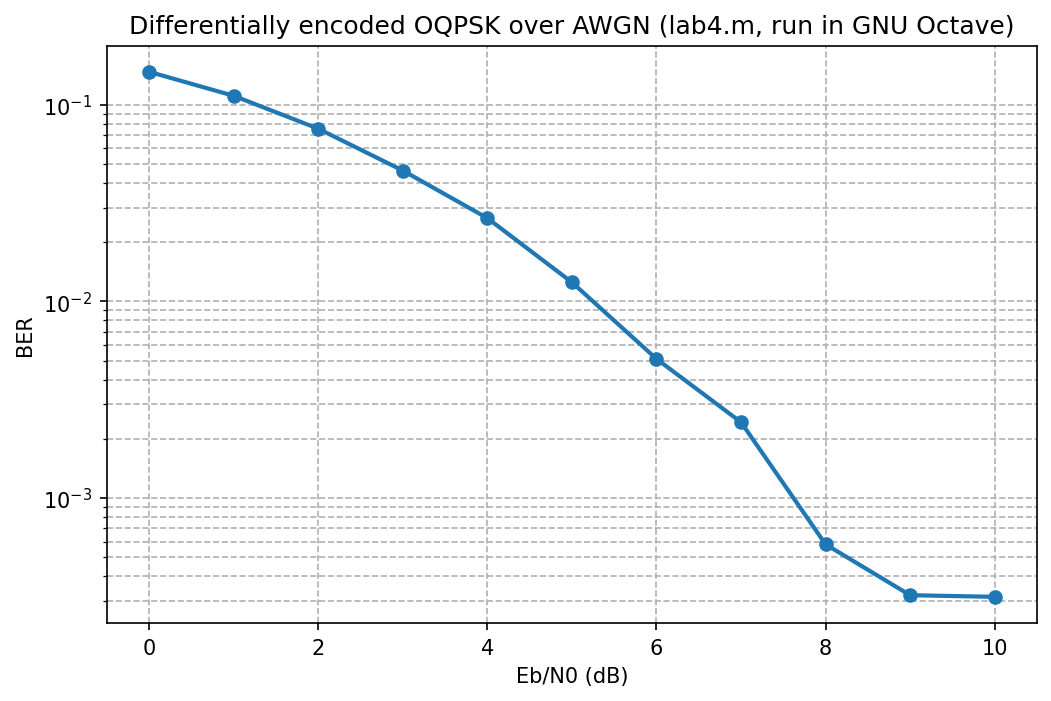 Differentially encoded OQPSK over AWGN (lab4.m, run in GNU Octave)
10⁻¹
10⁻²
10⁻³
BER
0 2 4 6 8 10
Eb/N0 (dB)